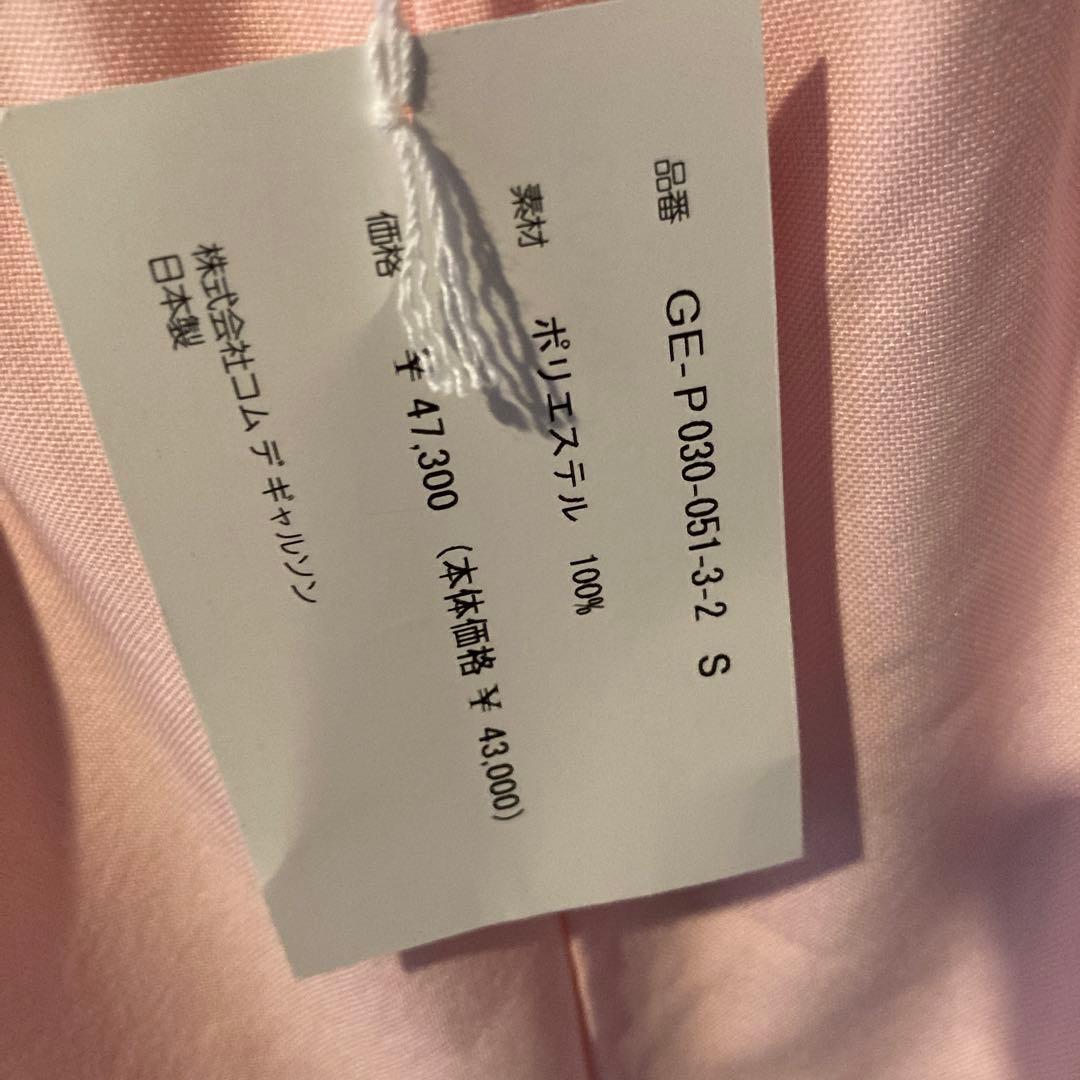 品番 GE-P030-051-3-2 S
素材 ポリエステル 100%
価格 ¥ 47,300 (本体価格 ¥ 43,000)
株式会社コム デ ギャルソン
日本製